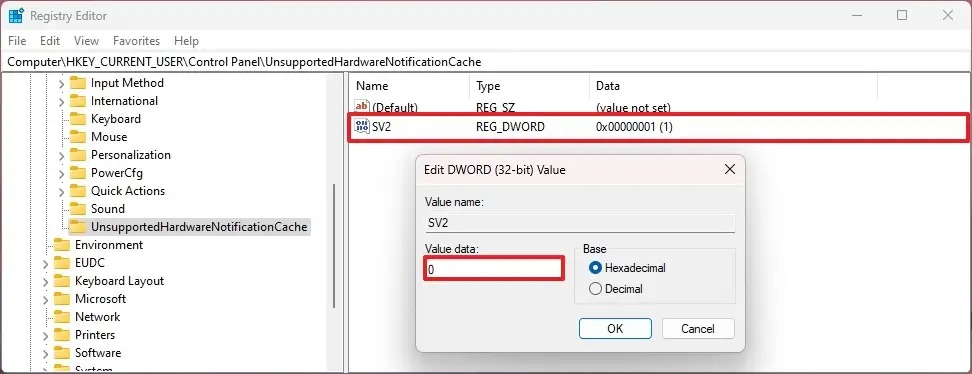 Registry Editor
File Edit View Favorites Help
Computer\HKEY_CURRENT_USER\Control Panel\UnsupportedHardwareNotificationCache
Input Method
International
Keyboard
Mouse
Personalization
PowerCfg
Quick Actions
Sound
UnsupportedHardwareNotificationCache
Environment
EUDC
Keyboard Layout
Microsoft
Network
Printers
Software
System
Name Type Data
ab (Default) REG_SZ (value not set)
SV2 REG_DWORD 0x00000001 (1)
Edit DWORD (32-bit) Value
Value name:
SV2
Value data:
0
Base
Hexadecimal
Decimal
OK Cancel